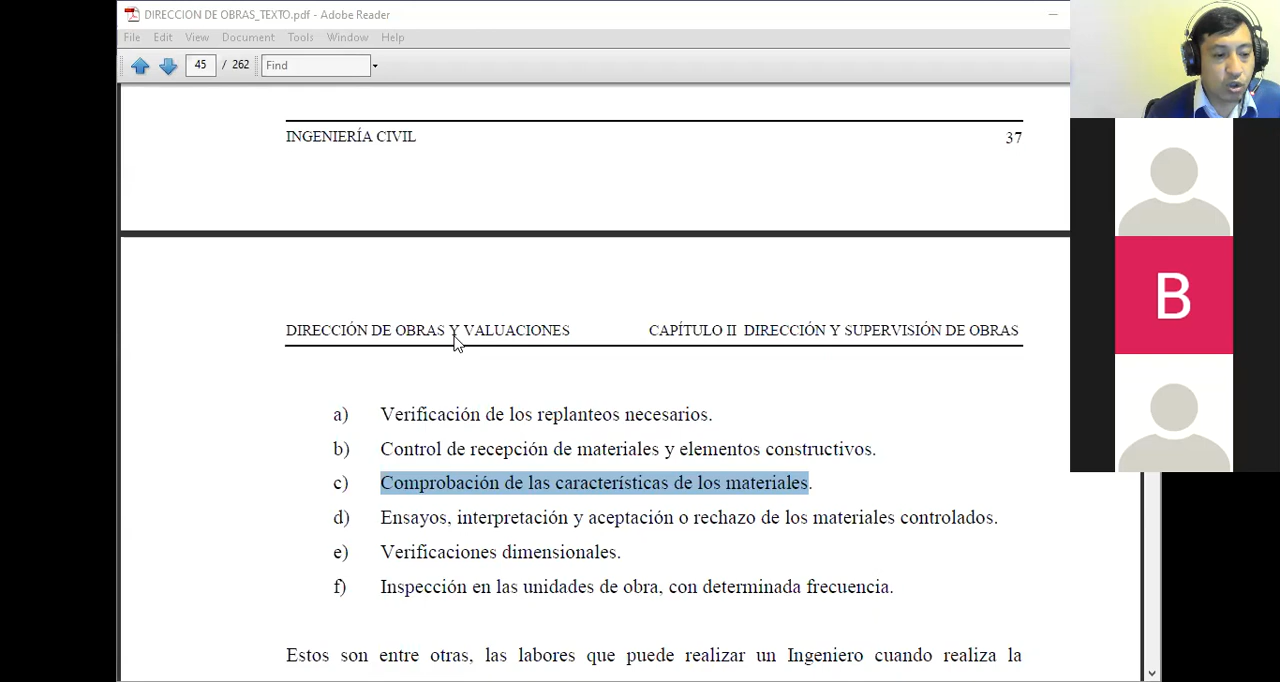 DIRECCION DE OBRAS_TEXTO.pdf - Adobe Reader
File Edit View Document Tools Window Help
45 / 262 Find
INGENIERÍA CIVIL 37
DIRECCIÓN DE OBRAS Y VALUACIONES CAPÍTULO II DIRECCIÓN Y SUPERVISIÓN DE OBRAS
a) Verificación de los replanteos necesarios.
b) Control de recepción de materiales y elementos constructivos.
c) Comprobación de las características de los materiales.
d) Ensayos, interpretación y aceptación o rechazo de los materiales controlados.
e) Verificaciones dimensionales.
f) Inspección en las unidades de obra, con determinada frecuencia.
Estos son entre otras, las labores que puede realizar un Ingeniero cuando realiza la
B